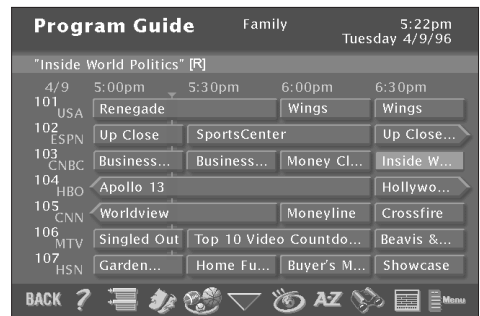 Program Guide Family 5:22pm
Tuesday 4/9/96
"Inside World Politics" [R]
4/9 5:00pm 5:30pm 6:00pm 6:30pm
101 USA Renegade Wings Wings
102 ESPN Up Close SportsCenter Up Close...
103 CNBC Business... Business... Money Cl... Inside W...
104 HBO Apollo 13 Hollywo...
105 CNN Worldview Moneyline Crossfire
106 MTV Singled Out Top 10 Video Countdo... Beavis &...
107 HSN Garden... Home Fu... Buyer's M... Showcase
BACK ? A-Z Menu